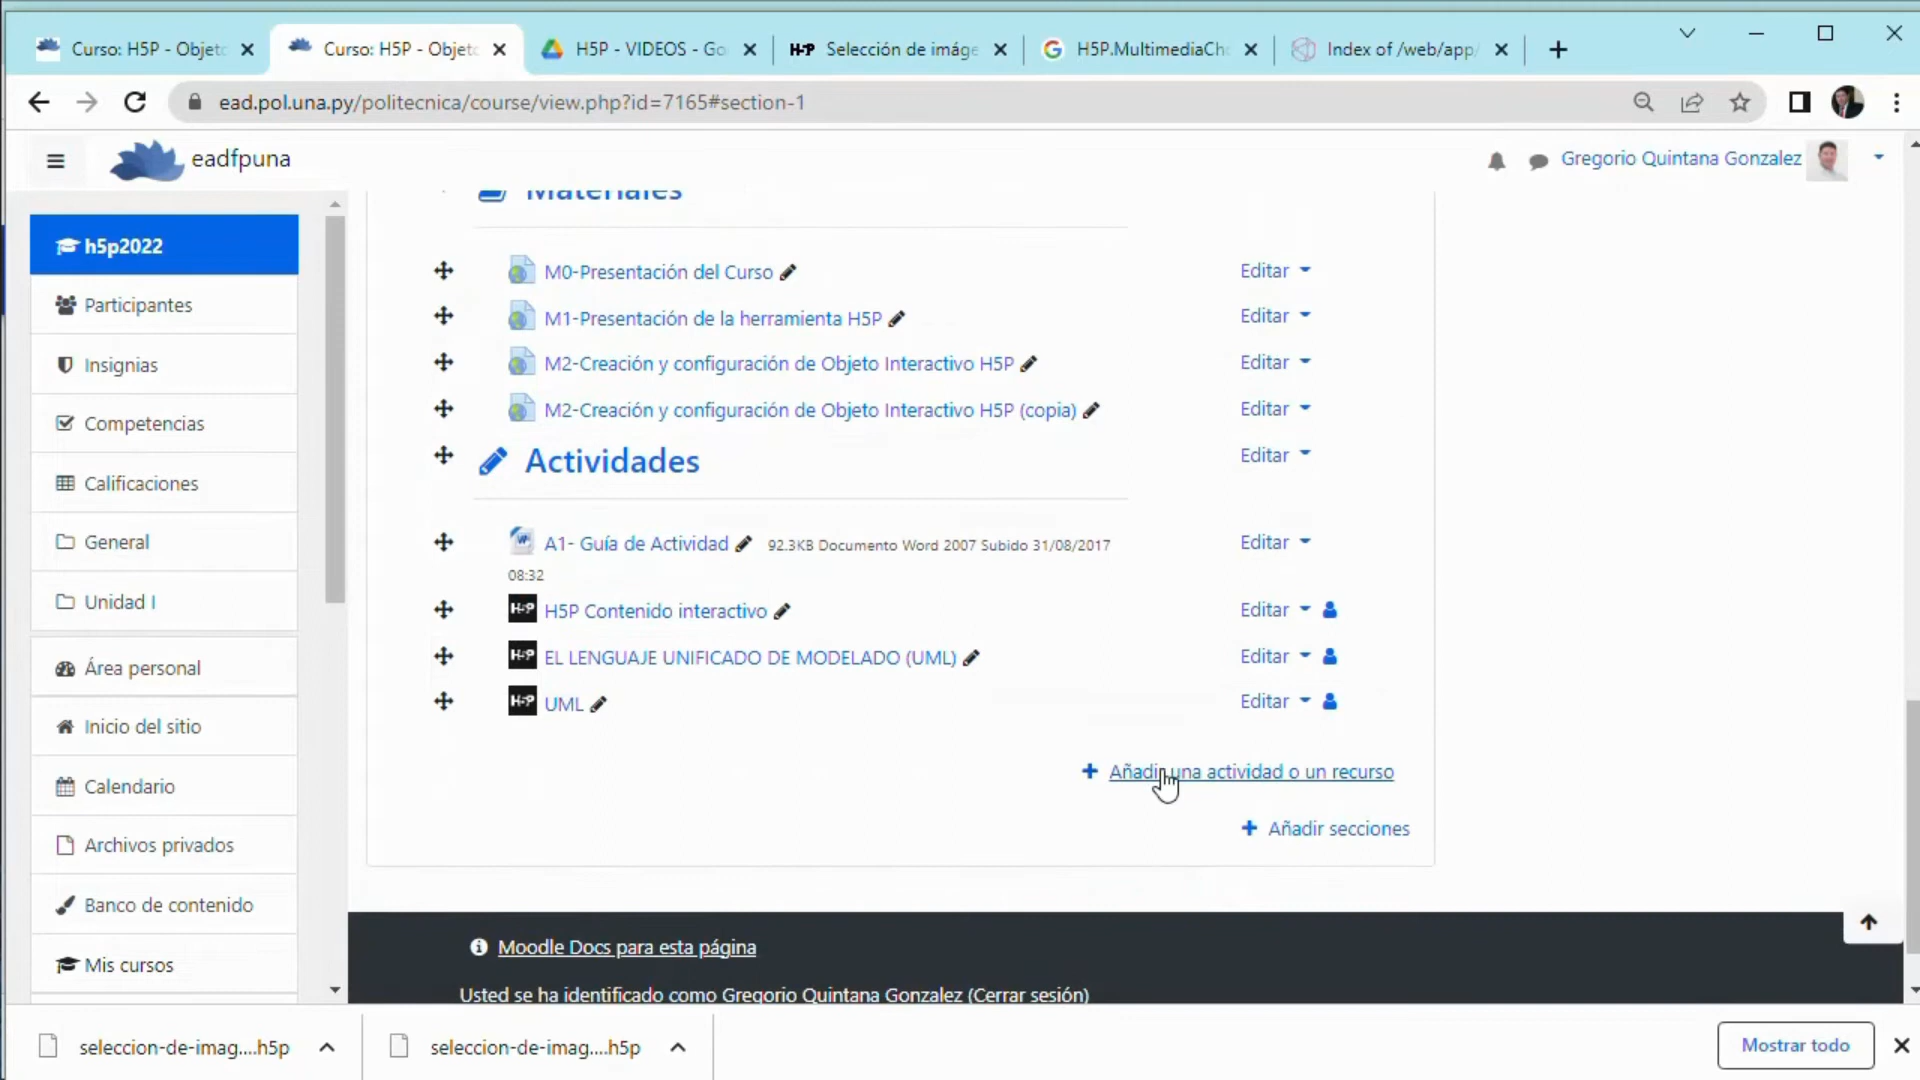 Curso: H5P - Objeto
Curso: H5P - Objeto
H5P - VIDEOS - Go
H-P Selección de imáge
H5P.MultimediaCh
Index of /web/app/
ead.pol.una.py/politecnica/course/view.php?id=7165#section-1
eadfpuna
Gregorio Quintana Gonzalez
h5p2022
Participantes
Insignias
Competencias
Calificaciones
General
Unidad I
Área personal
Inicio del sitio
Calendario
Archivos privados
Banco de contenido
Mis cursos
Materiales
M0-Presentación del Curso Editar
M1-Presentación de la herramienta H5P Editar
M2-Creación y configuración de Objeto Interactivo H5P Editar
M2-Creación y configuración de Objeto Interactivo H5P (copia) Editar
Actividades Editar
A1- Guía de Actividad 92.3KB Documento Word 2007 Subido 31/08/2017 Editar
08:32
H-P H5P Contenido interactivo Editar
H-P EL LENGUAJE UNIFICADO DE MODELADO (UML) Editar
H-P UML Editar
Añadir una actividad o un recurso
Añadir secciones
Moodle Docs para esta página
Usted se ha identificado como Gregorio Quintana Gonzalez (Cerrar sesión)
seleccion-de-imag....h5p
seleccion-de-imag....h5p
Mostrar todo